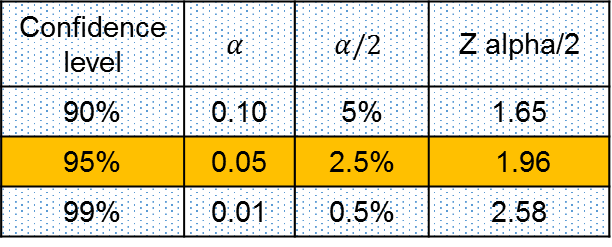 Confidence level α α/2 Z alpha/2
90% 0.10 5% 1.65
95% 0.05 2.5% 1.96
99% 0.01 0.5% 2.58